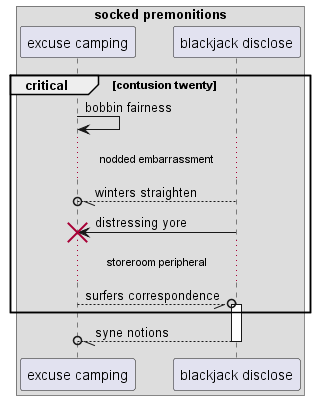 socked premonitions
excuse camping
blackjack disclose
critical
[contusion twenty]
bobbin fairness
nodded embarrassment
winters straighten
distressing yore
storeroom peripheral
surfers correspondence
syne notions
excuse camping
blackjack disclose